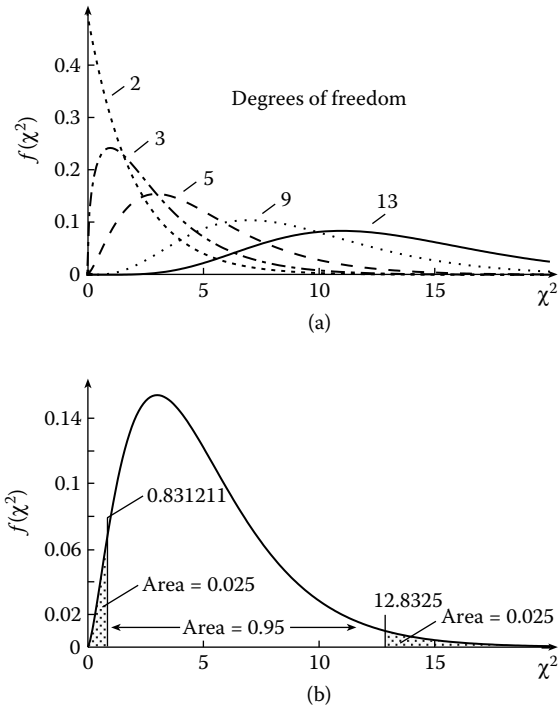 0.4
0.3
0.2
0.1
0
f(χ²)
2
3
5
9
13
Degrees of freedom
0
5
10
15
χ²
(a)
0.14
0.1
0.06
0.02
0
f(χ²)
0.831211
Area = 0.025
Area = 0.95
12.8325
Area = 0.025
0
5
10
15
χ²
(b)